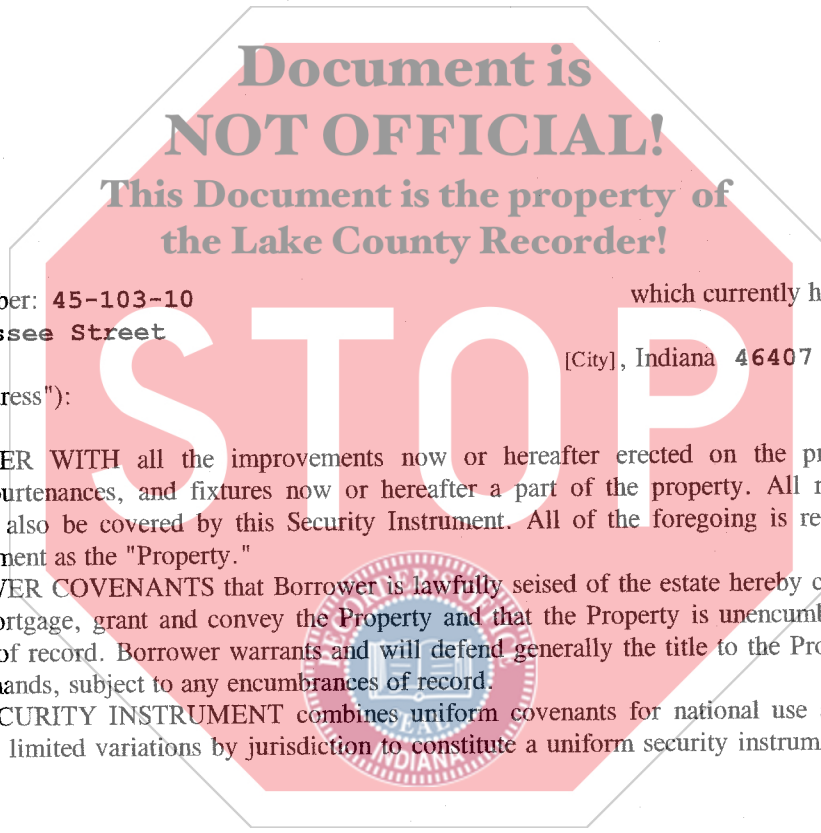 Document is
NOT OFFICIAL!
This Document is the property of
the Lake County Recorder!
STOP
ber: 45-103-10 which currently h
ssee Street
[City], Indiana 46407
ress"):
ER WITH all the improvements now or hereafter erected on the pr
urtenances, and fixtures now or hereafter a part of the property. All r
also be covered by this Security Instrument. All of the foregoing is re
ment as the "Property."
VER COVENANTS that Borrower is lawfully seised of the estate hereby c
ortgage, grant and convey the Property and that the Property is unencumb
of record. Borrower warrants and will defend generally the title to the Pro
nands, subject to any encumbrances of record.
CURITY INSTRUMENT combines uniform covenants for national use
limited variations by jurisdiction to constitute a uniform security instrum
SEAL
INDIANA